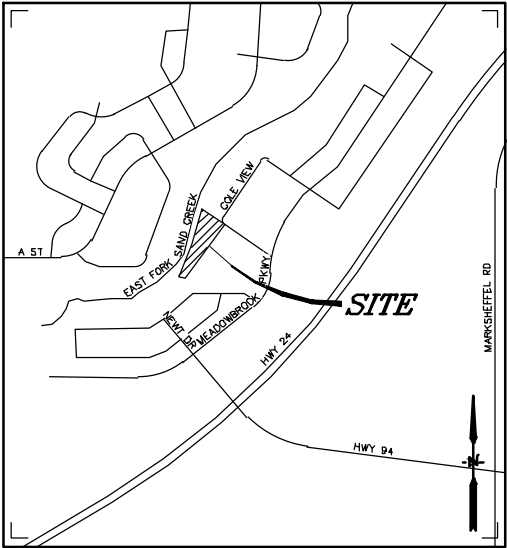 COLE VIEW
EAST FORK SAND CREEK
A ST
PKWY
SITE
MEADOWBROOK
NEWT DR
HWY 24
MARKSHEFFEL RD
HWY 94
N